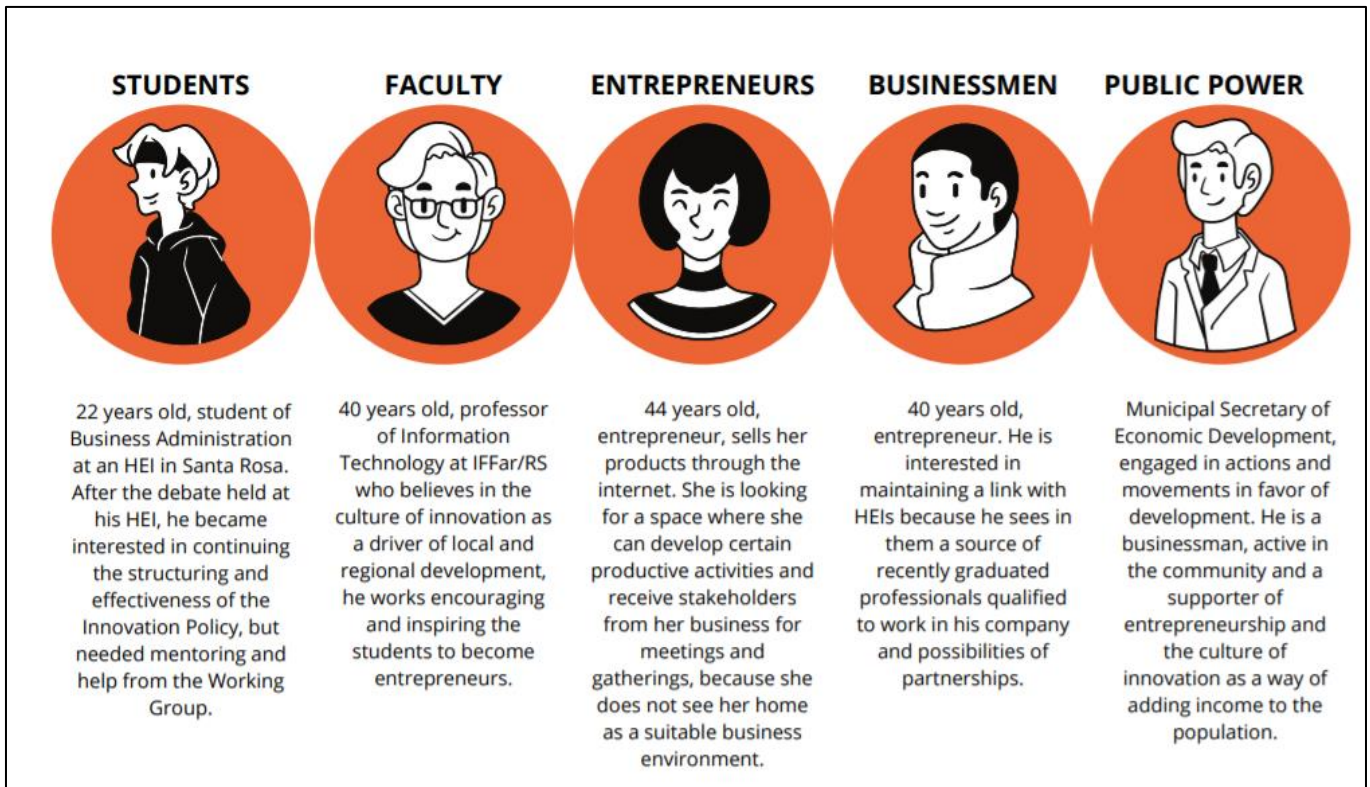 STUDENTS
22 years old, student of
Business Administration
at an HEI in Santa Rosa.
After the debate held at
his HEI, he became
interested in continuing
the structuring and
effectiveness of the
Innovation Policy, but
needed mentoring and
help from the Working
Group.
FACULTY
40 years old, professor
of Information
Technology at IFFar/RS
who believes in the
culture of innovation as
a driver of local and
regional development,
he works encouraging
and inspiring the
students to become
entrepreneurs.
ENTREPRENEURS
44 years old,
entrepreneur, sells her
products through the
internet. She is looking
for a space where she
can develop certain
productive activities and
receive stakeholders
from her business for
meetings and
gatherings, because she
does not see her home
as a suitable business
environment.
BUSINESSMEN
40 years old,
entrepreneur. He is
interested in
maintaining a link with
HEIs because he sees in
them a source of
recently graduated
professionals qualified
to work in his company
and possibilities of
partnerships.
PUBLIC POWER
Municipal Secretary of
Economic Development,
engaged in actions and
movements in favor of
development. He is a
businessman, active in
the community and a
supporter of
entrepreneurship and
the culture of
innovation as a way of
adding income to the
population.